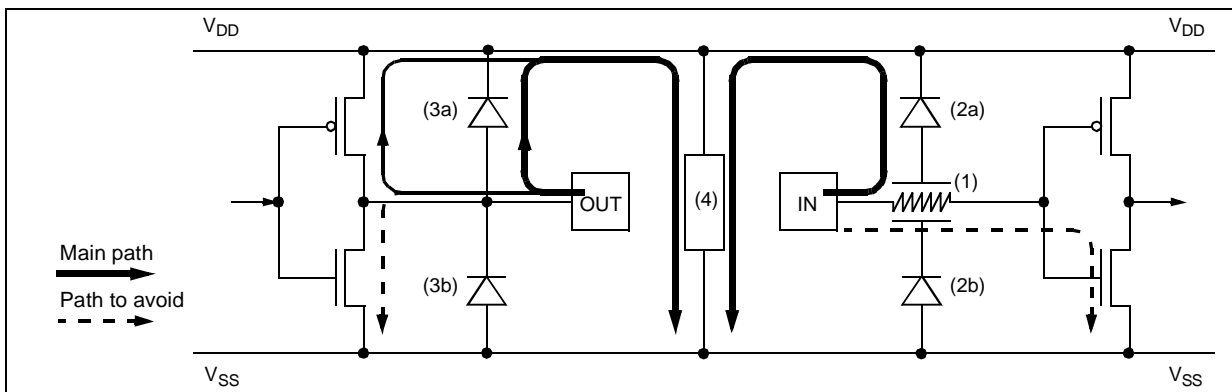 VDD
VDD
(3a)
(2a)
(1)
OUT
(4)
IN
Main path
(3b)
(2b)
Path to avoid
VSS
VSS